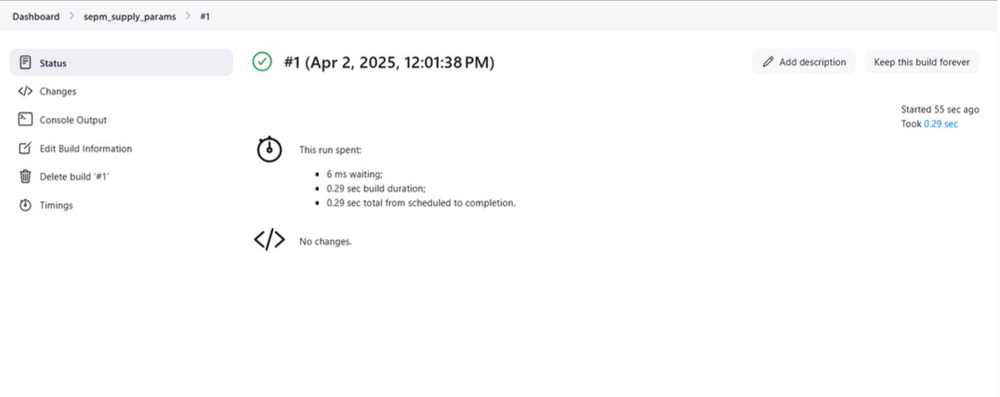 Dashboard > sepm_supply_params > #1
Status
Changes
Console Output
Edit Build Information
Delete build '#1'
Timings
#1 (Apr 2, 2025, 12:01:38 PM)
Add description
Keep this build forever
Started 55 sec ago
Took 0.29 sec
This run spent:
6 ms waiting;
0.29 sec build duration;
0.29 sec total from scheduled to completion.
No changes.